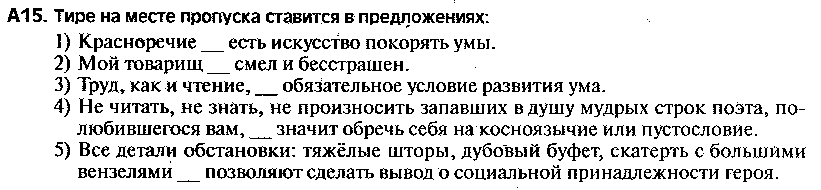 А15. Тире на месте пропуска ставится в предложениях:
1) Красноречие __ есть искусство покорять умы.
2) Мой товарищ __ смел и бесстрашен.
3) Труд, как и чтение, __ обязательное условие развития ума.
4) Не читать, не знать, не произносить запавших в душу мудрых строк поэта, по-
любившегося вам, __ значит обречь себя на косноязычие или пустословие.
5) Все детали обстановки: тяжёлые шторы, дубовый буфет, скатерть с большими
вензелями __ позволяют сделать вывод о социальной принадлежности героя.